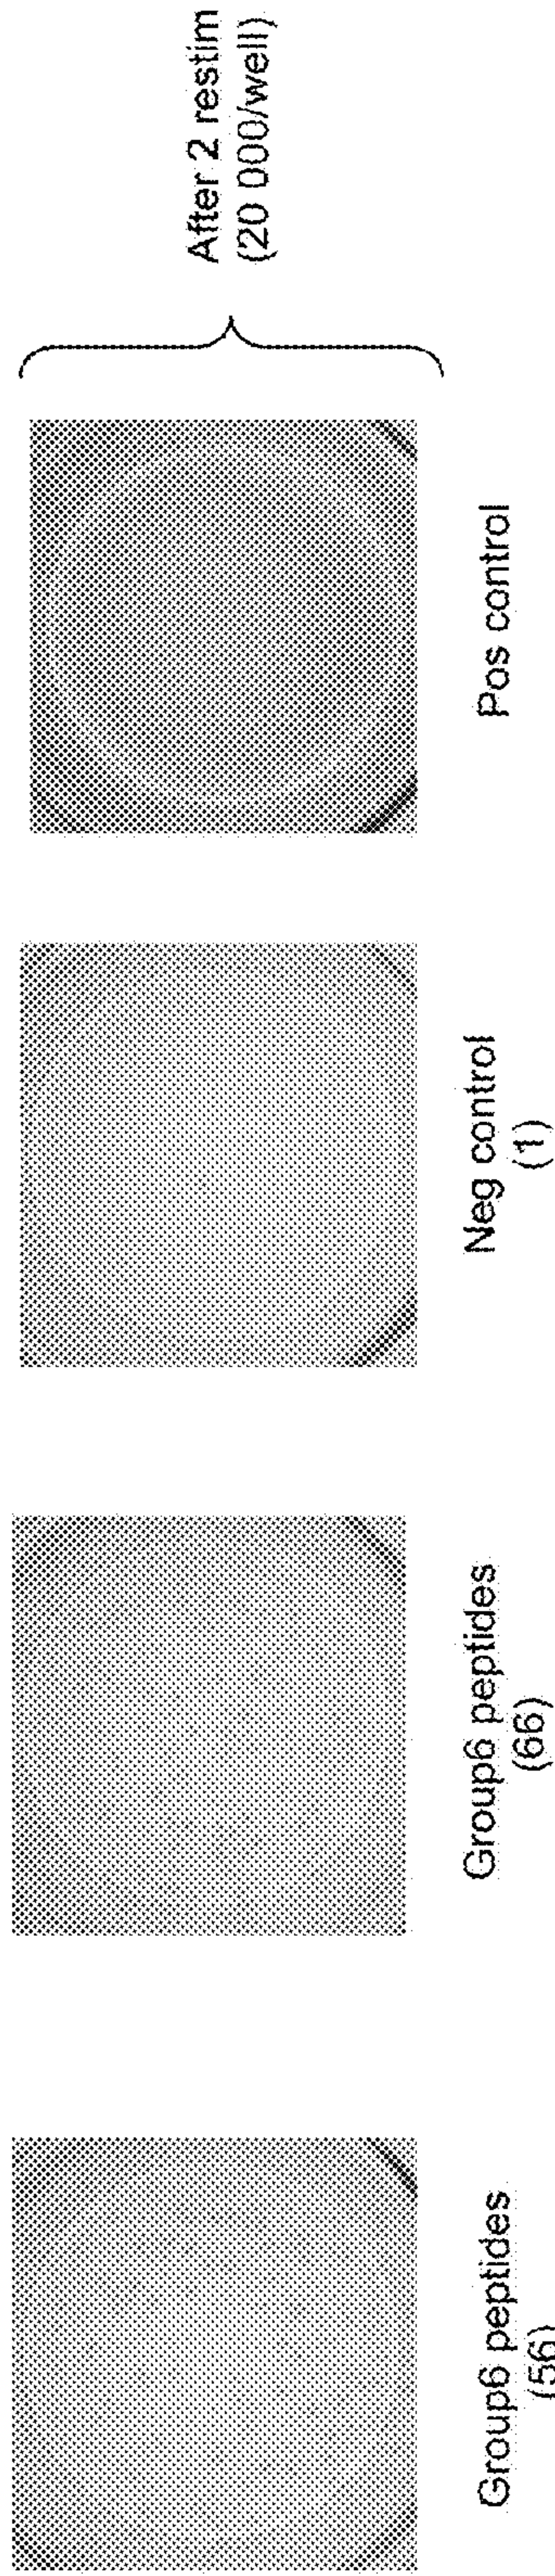 After 2 restim
(20 000/well)
Group6 peptides
(56)
Group6 peptides
(66)
Neg control
(1)
Pos control